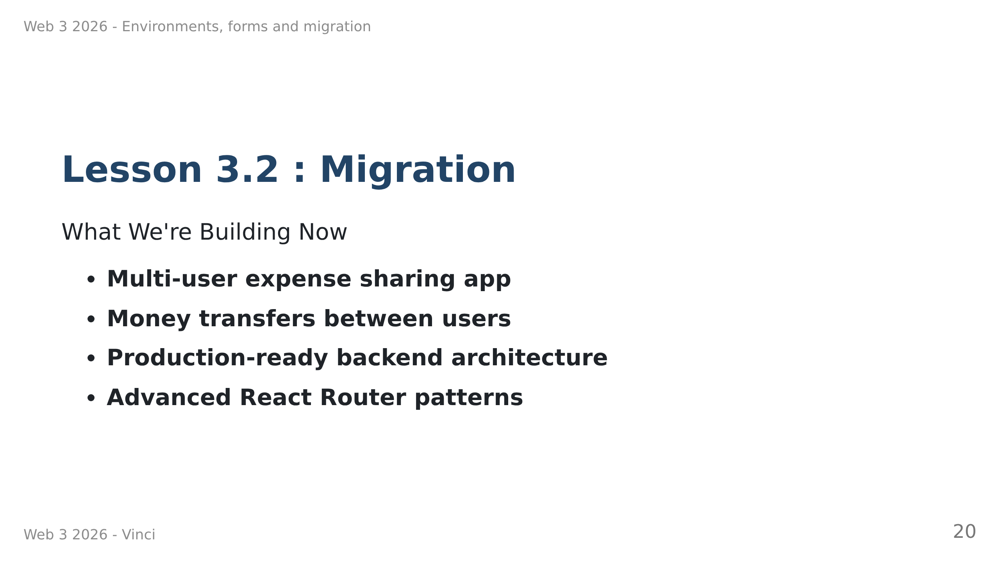 Web 3 2026 - Environments, forms and migration
Lesson 3.2 : Migration
What We're Building Now
• Multi-user expense sharing app
• Money transfers between users
• Production-ready backend architecture
• Advanced React Router patterns
Web 3 2026 - Vinci
20